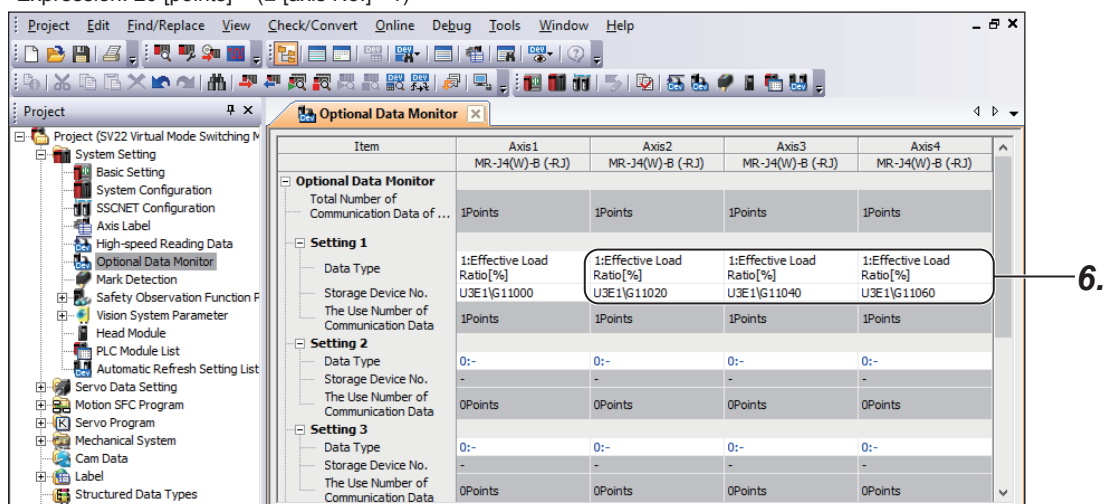 Project Edit Find/Replace View Check/Convert Online Debug Tools Window Help
Project
Optional Data Monitor
Project (SV22 Virtual Mode Switching M
System Setting
Basic Setting
System Configuration
SSCNET Configuration
Axis Label
High-speed Reading Data
Optional Data Monitor
Mark Detection
Safety Observation Function P
Vision System Parameter
Head Module
PLC Module List
Automatic Refresh Setting List
Servo Data Setting
Motion SFC Program
Servo Program
Mechanical System
Cam Data
Label
Structured Data Types
Item Axis1 Axis2 Axis3 Axis4
MR-J4(W)-B (-RJ) MR-J4(W)-B (-RJ) MR-J4(W)-B (-RJ) MR-J4(W)-B (-RJ)
Optional Data Monitor
Total Number of
Communication Data of ... 1Points 1Points 1Points 1Points
Setting 1
Data Type 1:Effective Load Ratio[%] 1:Effective Load Ratio[%] 1:Effective Load Ratio[%] 1:Effective Load Ratio[%]
Storage Device No. U3E1\G11000 U3E1\G11020 U3E1\G11040 U3E1\G11060
The Use Number of
Communication Data 1Points 1Points 1Points 1Points
Setting 2
Data Type 0:- 0:- 0:- 0:-
Storage Device No. - - - -
The Use Number of
Communication Data 0Points 0Points 0Points 0Points
Setting 3
Data Type 0:- 0:- 0:- 0:-
Storage Device No. - - - -
The Use Number of
Communication Data 0Points 0Points 0Points 0Points
6.